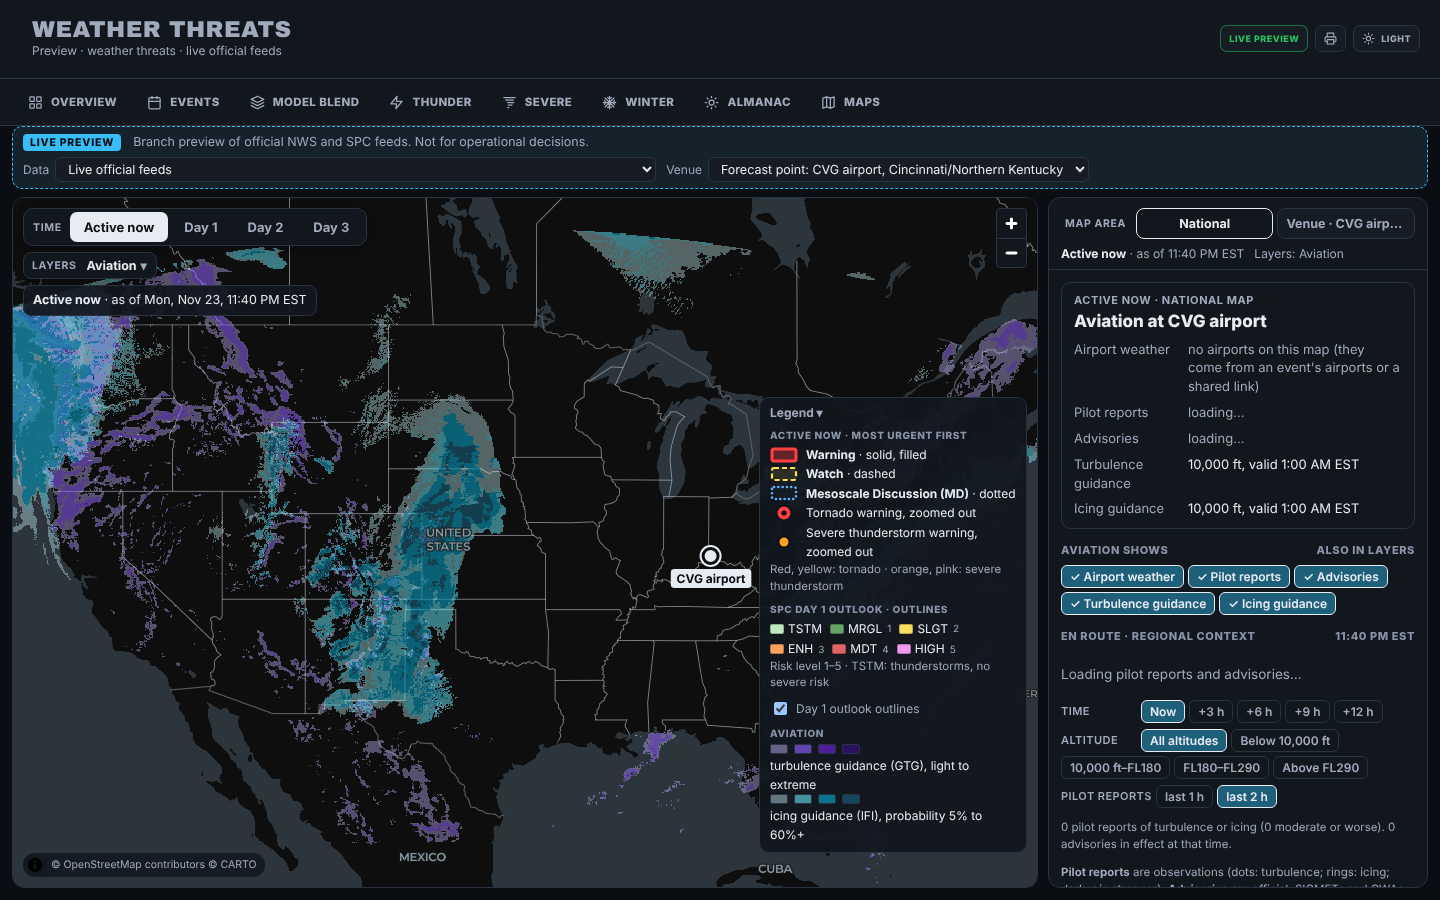 WEATHER THREATS
Preview · weather threats · live official feeds
LIVE PREVIEW
LIGHT
OVERVIEW
EVENTS
MODEL BLEND
THUNDER
SEVERE
WINTER
ALMANAC
MAPS
LIVE PREVIEW Branch preview of official NWS and SPC feeds. Not for operational decisions.
Data Live official feeds Venue Forecast point: CVG airport, Cincinnati/Northern Kentucky
TIME Active now Day 1 Day 2 Day 3
LAYERS Aviation ▾
Active now · as of Mon, Nov 23, 11:40 PM EST
+
−
UNITED
STATES
CVG airport
MEXICO
CUBA
© OpenStreetMap contributors © CARTO
Legend ▾
ACTIVE NOW · MOST URGENT FIRST
Warning · solid, filled
Watch · dashed
Mesoscale Discussion (MD) · dotted
Tornado warning, zoomed out
Severe thunderstorm warning,
zoomed out
Red, yellow: tornado · orange, pink: severe
thunderstorm
SPC DAY 1 OUTLOOK · OUTLINES
TSTM MRGL 1 SLGT 2
ENH 3 MDT 4 HIGH 5
Risk level 1–5 · TSTM: thunderstorms, no
severe risk
Day 1 outlook outlines
AVIATION
turbulence guidance (GTG), light to
extreme
icing guidance (IFI), probability 5% to
60%+
MAP AREA National Venue · CVG airp...
Active now · as of 11:40 PM EST Layers: Aviation
ACTIVE NOW · NATIONAL MAP
Aviation at CVG airport
Airport weather no airports on this map (they
come from an event's airports or a
shared link)
Pilot reports loading...
Advisories loading...
Turbulence 10,000 ft, valid 1:00 AM EST
guidance
Icing guidance 10,000 ft, valid 1:00 AM EST
AVIATION SHOWS ALSO IN LAYERS
✓ Airport weather ✓ Pilot reports ✓ Advisories
✓ Turbulence guidance ✓ Icing guidance
EN ROUTE · REGIONAL CONTEXT 11:40 PM EST
Loading pilot reports and advisories...
TIME Now +3 h +6 h +9 h +12 h
ALTITUDE All altitudes Below 10,000 ft
10,000 ft–FL180 FL180–FL290 Above FL290
PILOT REPORTS last 1 h last 2 h
0 pilot reports of turbulence or icing (0 moderate or worse). 0
advisories in effect at that time.
Pilot reports are observations (dots: turbulence; rings: icing;